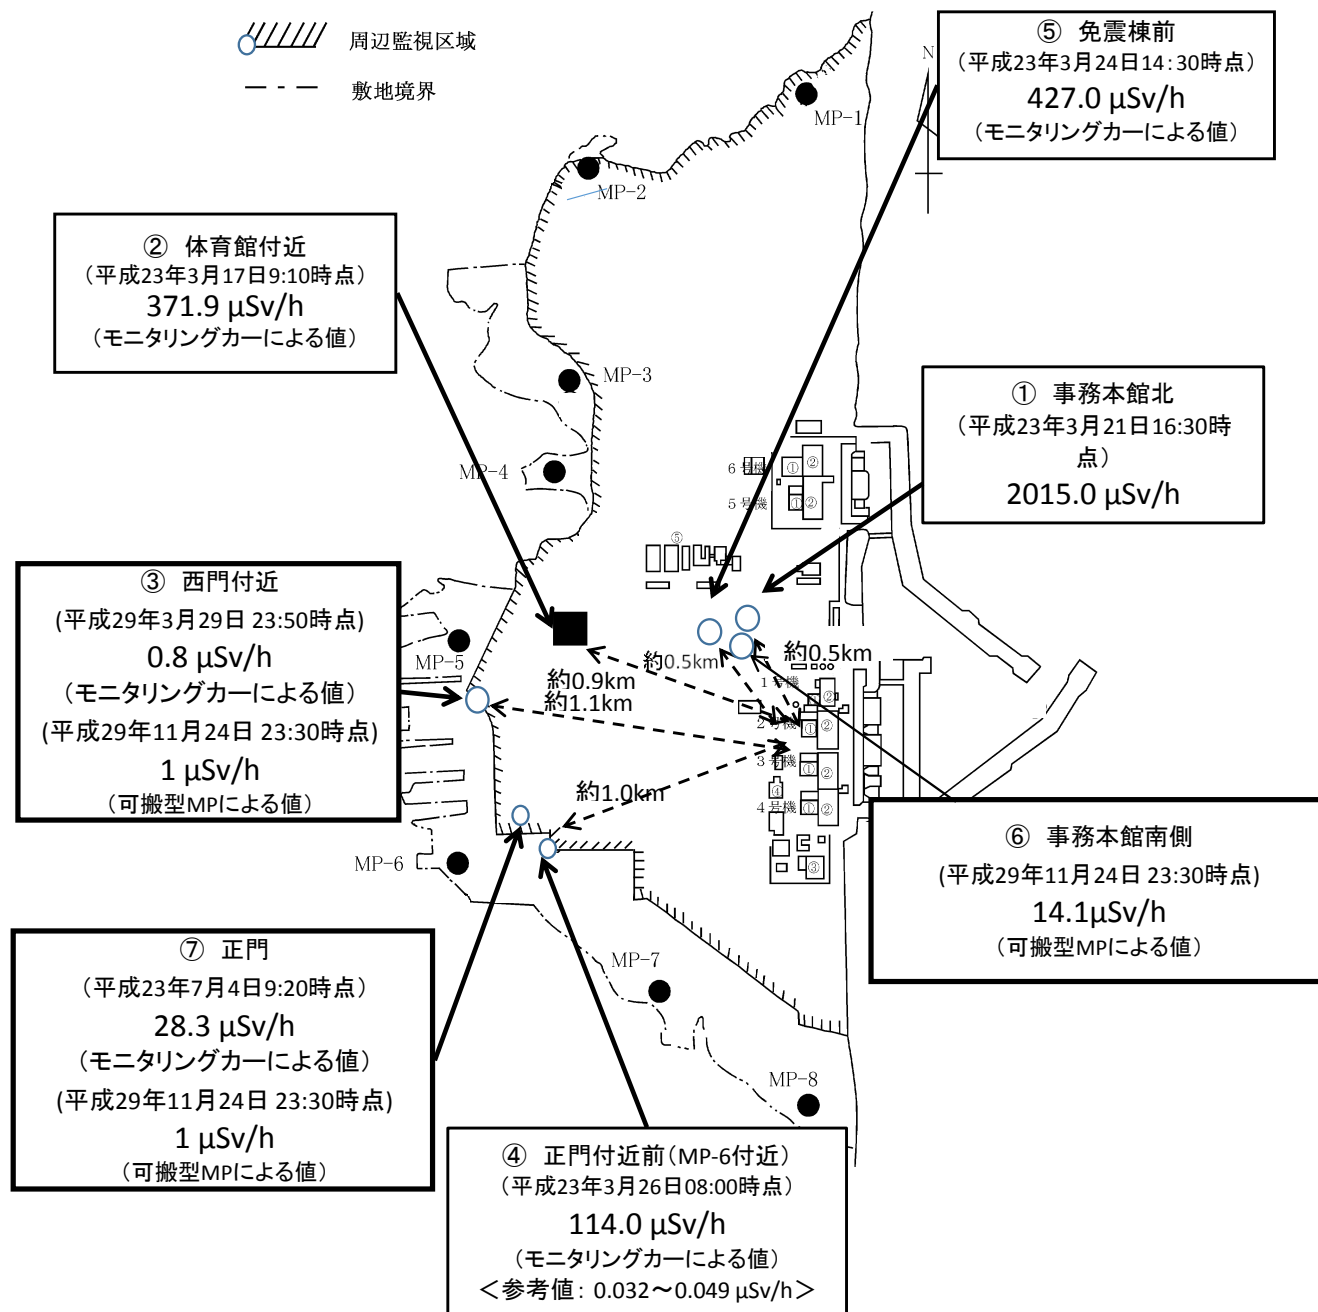 周辺監視区域
敷地境界
⑤ 免震棟前
(平成23年3月24日14:30時点)
427.0 μSv/h
(モニタリングカーによる値)
N
MP-1
MP-2
② 体育館付近
(平成23年3月17日9:10時点)
371.9 μSv/h
(モニタリングカーによる値)
MP-3
① 事務本館北
(平成23年3月21日16:30時
点)
2015.0 μSv/h
MP-4
6号機
① ②
5号機
① ②
⑤
③ 西門付近
(平成29年3月29日 23:50時点)
0.8 μSv/h
(モニタリングカーによる値)
(平成29年11月24日 23:30時点)
1 μSv/h
(可搬型MPによる値)
MP-5
約0.5km
約0.5km
約0.9km
約1.1km
1号機
②
2号機
① ②
3号機
① ②
約1.0km
④
4号機
① ②
③
MP-6
⑥ 事務本館南側
(平成29年11月24日 23:30時点)
14.1μSv/h
(可搬型MPによる値)
⑦ 正門
(平成23年7月4日9:20時点)
28.3 μSv/h
(モニタリングカーによる値)
(平成29年11月24日 23:30時点)
1 μSv/h
(可搬型MPによる値)
MP-7
MP-8
④ 正門付近前(MP-6付近)
(平成23年3月26日08:00時点)
114.0 μSv/h
(モニタリングカーによる値)
<参考値: 0.032～0.049 μSv/h>